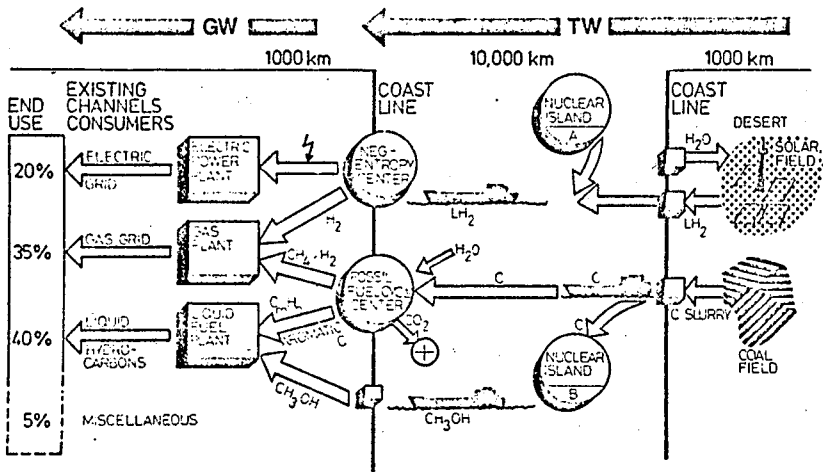 GW
TW
1000 km
10,000 km
1000 km
END
USE
EXISTING
CHANNELS
CONSUMERS
COAST
LINE
COAST
LINE
DESERT
SOLAR
FIELD
NUCLEAR
ISLAND
A
H₂O
LH₂
20%
ELECTRIC
GRID
ELECTRIC
POWER
PLANT
NEG-
ENTROPY
CENTER
LH₂
H₂
35%
GAS GRID
GAS
PLANT
CH₄, H₂
FOSSIL
FUEL CYCLE
CENTER
H₂O
C
C
C
C SLURRY
COAL
FIELD
CO₂
40%
LIQUID
HYDRO-
CARBONS
LIQUID
FUEL
PLANT
AROMATIC
C
NUCLEAR
ISLAND
B
CH₃OH
CH₃OH
5%
MISCELLANEOUS